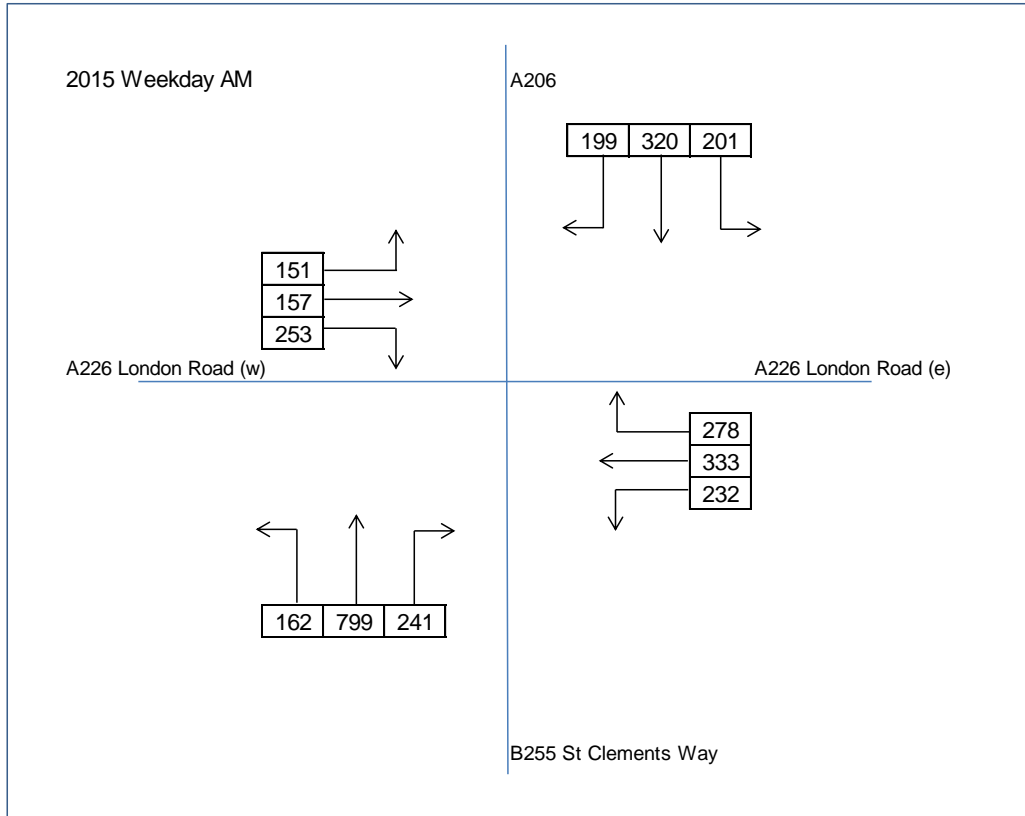 2015 Weekday AM
A206
199 320 201
151
157
253
A226 London Road (w)
A226 London Road (e)
278
333
232
162 799 241
B255 St Clements Way